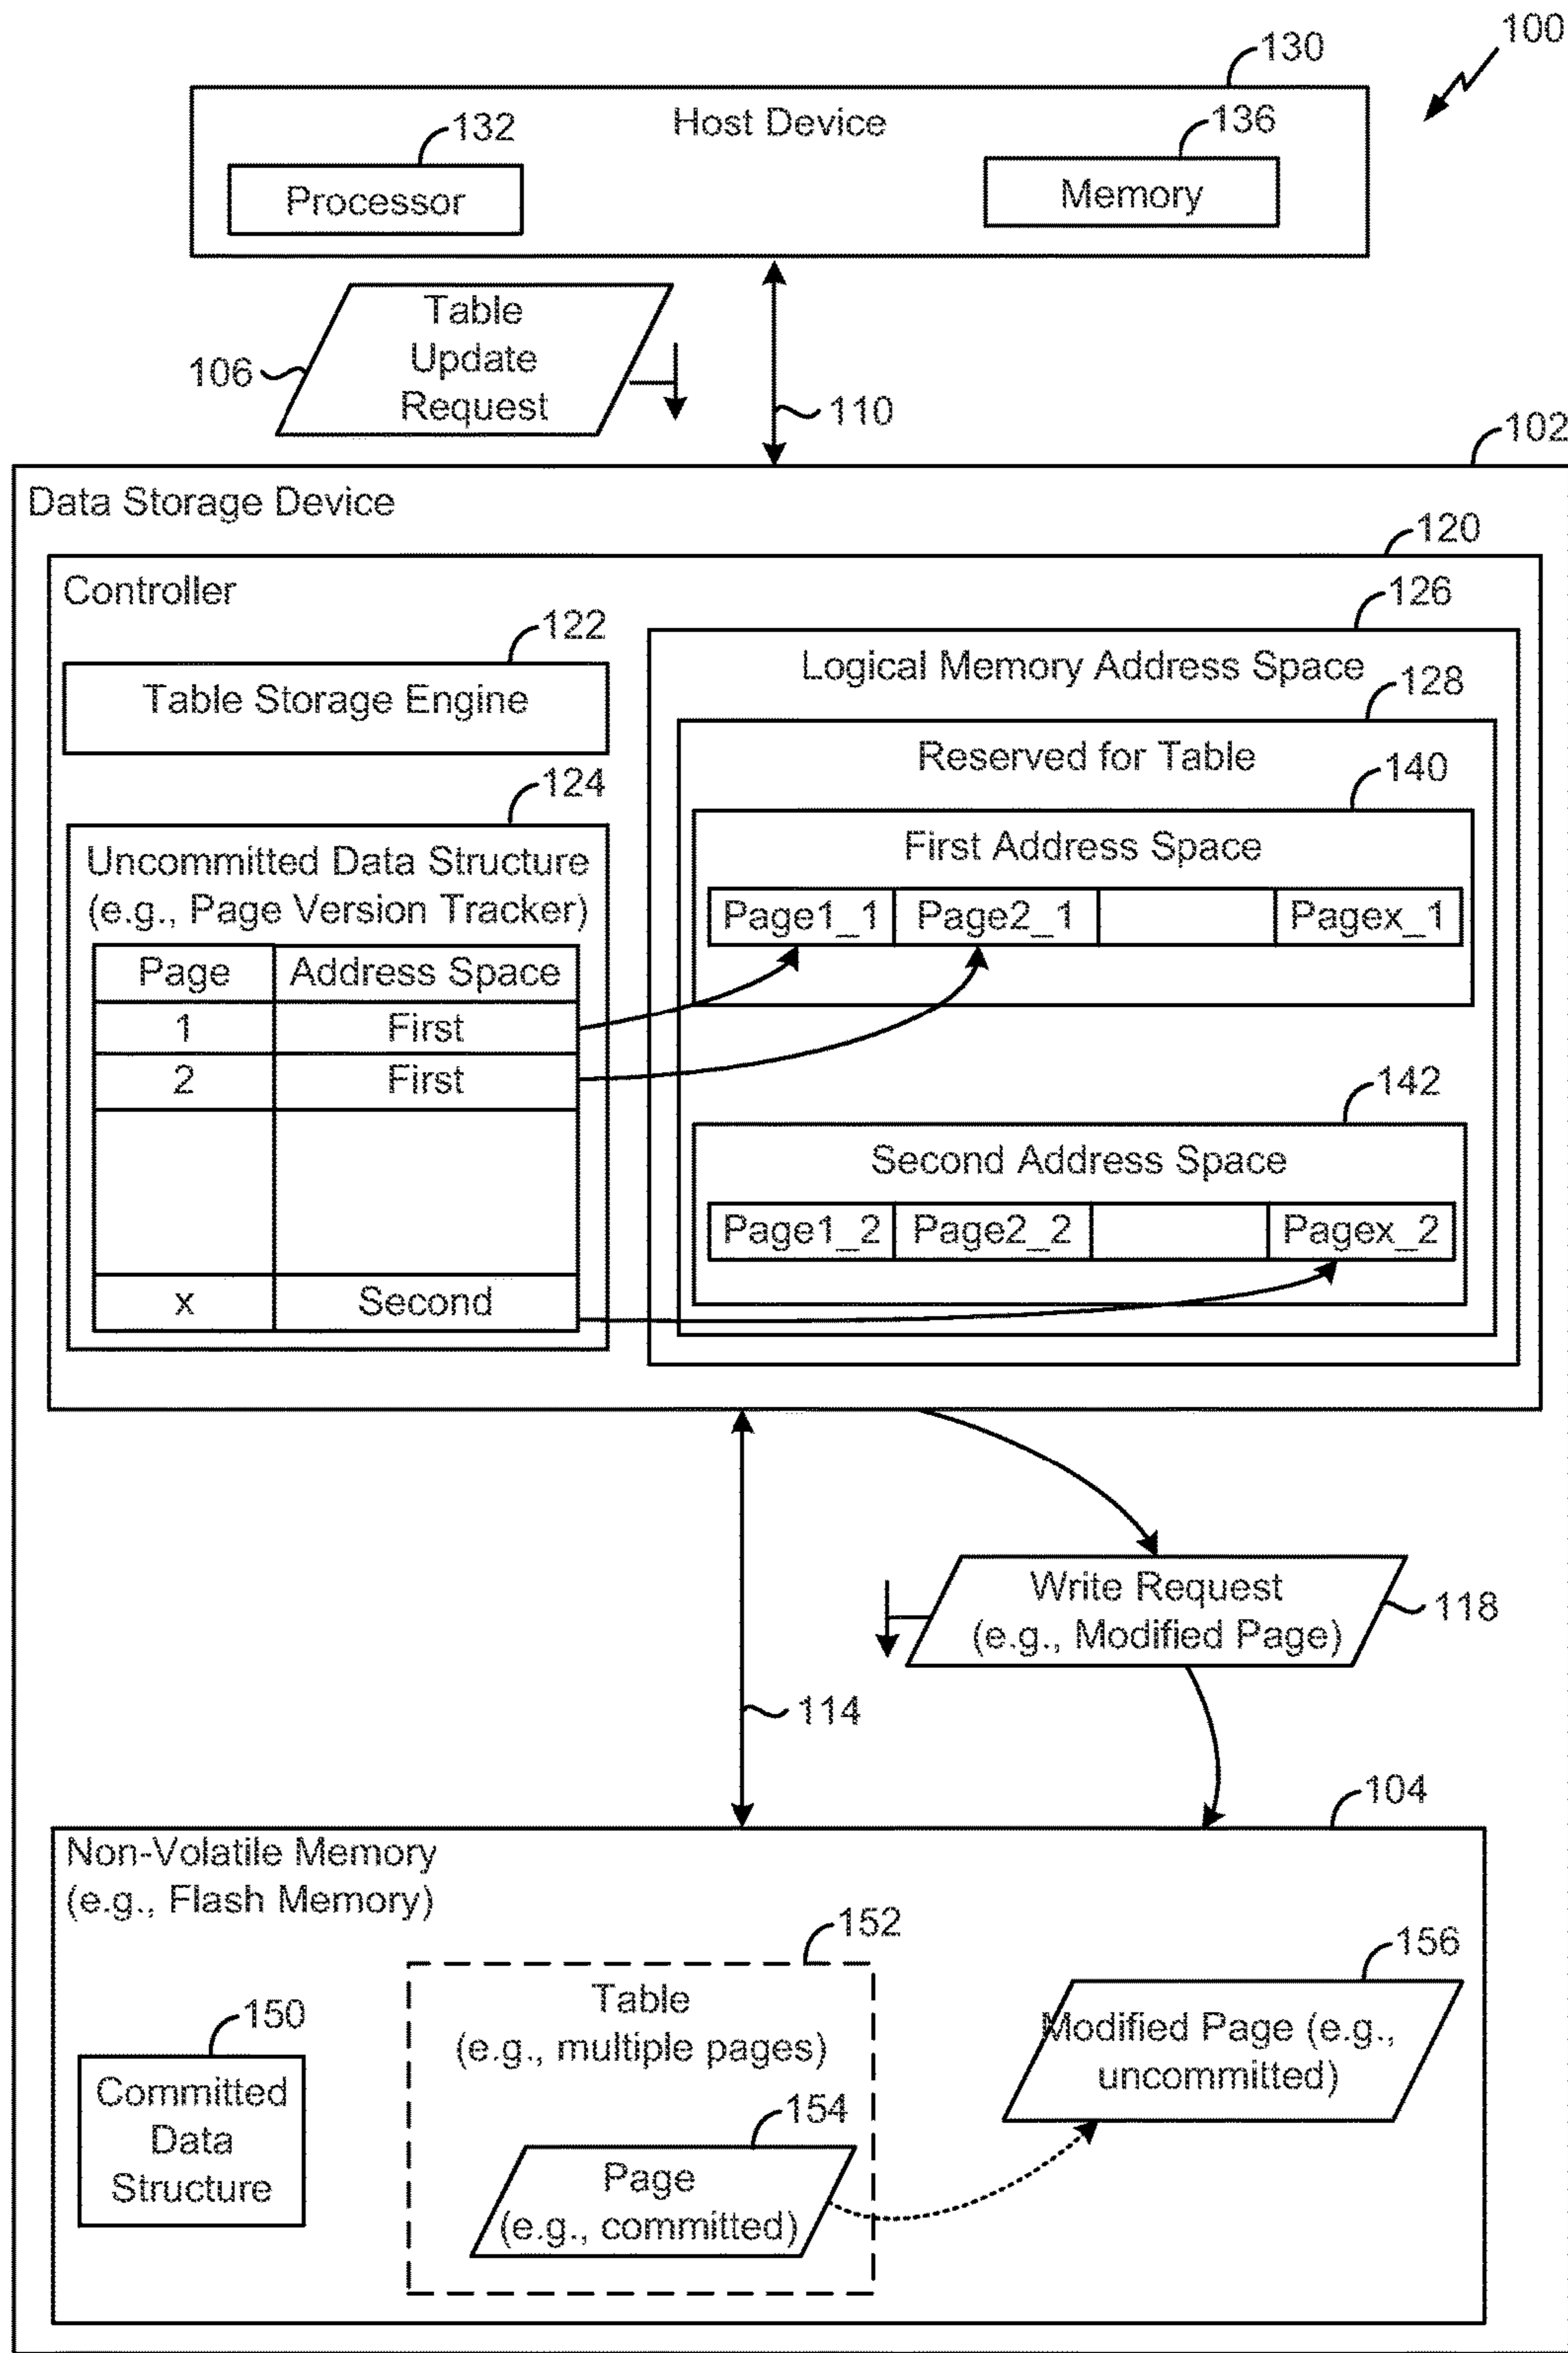 100
130
Host Device
132
136
Processor
Memory
Table
Update
Request
106
110
102
Data Storage Device
120
Controller
126
122
Logical Memory Address Space
Table Storage Engine
128
Reserved for Table
124
140
Uncommitted Data Structure
(e.g., Page Version Tracker)
First Address Space
Page1_1 Page2_1 Pagex_1
Page Address Space
1 First
2 First
142
Second Address Space
Page1_2 Page2_2 Pagex_2
x Second
Write Request
(e.g., Modified Page)
118
114
104
Non-Volatile Memory
(e.g., Flash Memory)
152
156
Table
(e.g., multiple pages)
150
Modified Page (e.g.,
uncommitted)
Committed
Data
Structure
154
Page
(e.g., committed)